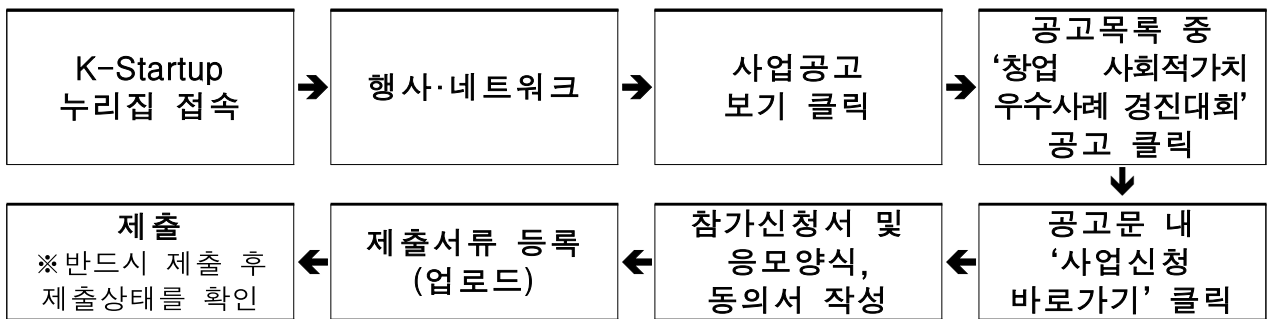 K-Startup
누리집 접속
➔
행사·네트워크
➔
사업공고
보기 클릭
➔
공고목록 중
‘창업 사회적가치
우수사례 경진대회’
공고 클릭
공고문 내
‘사업신청
바로가기’ 클릭
참가신청서 및
응모양식,
동의서 작성
제출서류 등록
(업로드)
제출
※반드시 제출 후
제출상태를 확인